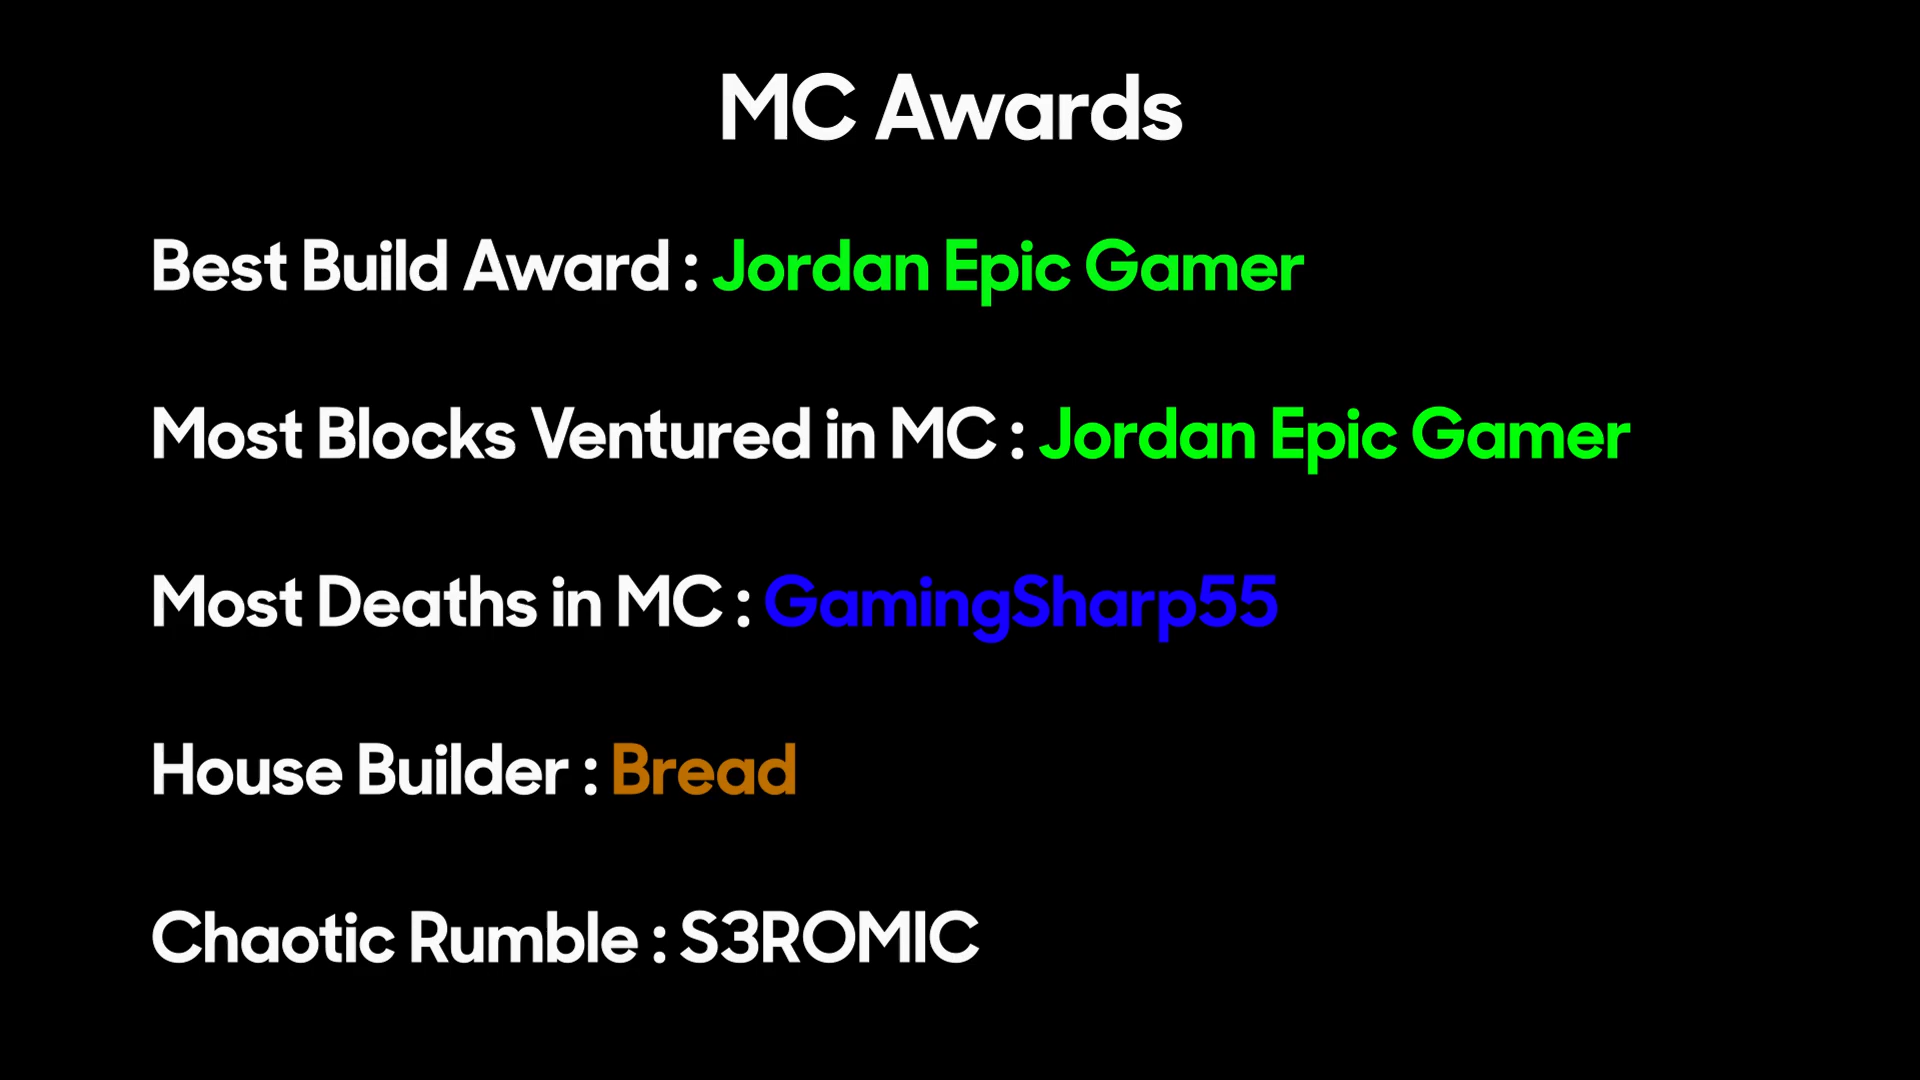 MC Awards
Best Build Award : Jordan Epic Gamer
Most Blocks Ventured in MC : Jordan Epic Gamer
Most Deaths in MC : GamingSharp55
House Builder : Bread
Chaotic Rumble : S3ROMIC